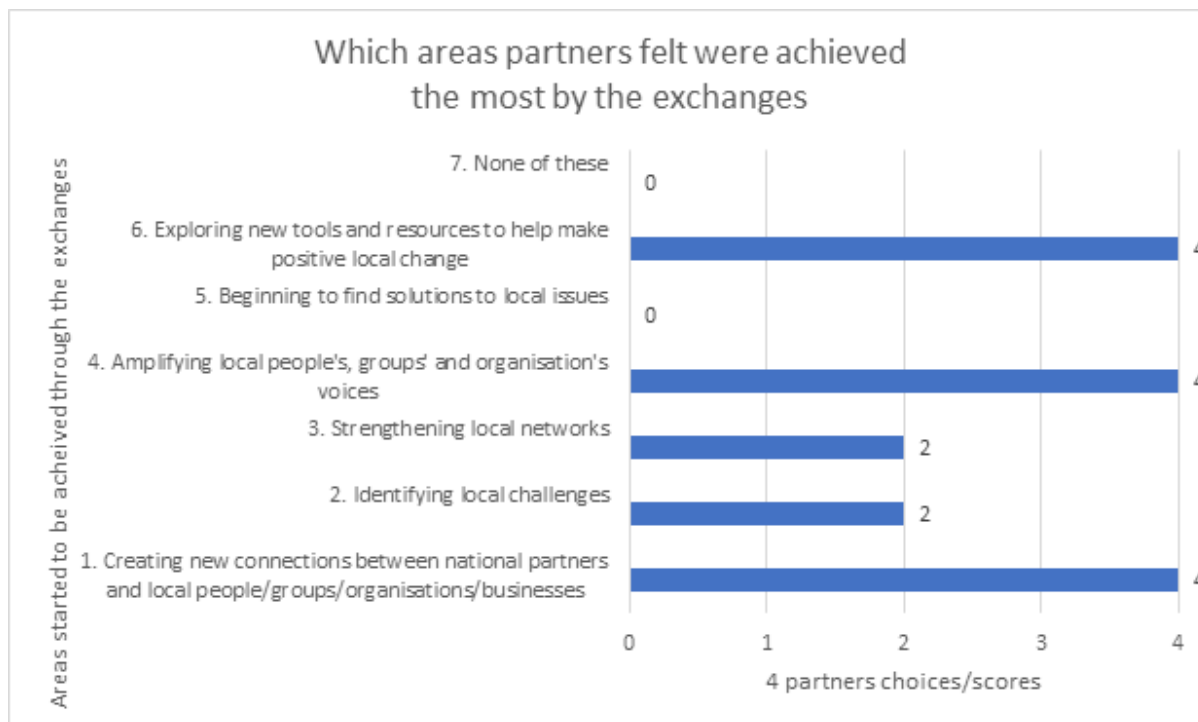 Which areas partners felt were achieved
the most by the exchanges
Areas started to be acheived through the exchanges
7. None of these
0
6. Exploring new tools and resources to help make
positive local change
4
5. Beginning to find solutions to local issues
0
4. Amplifying local people's, groups' and organisation's
voices
4
3. Strengthening local networks
2
2. Identifying local challenges
2
1. Creating new connections between national partners
and local people/groups/organisations/businesses
4
0 1 2 3 4
4 partners choices/scores